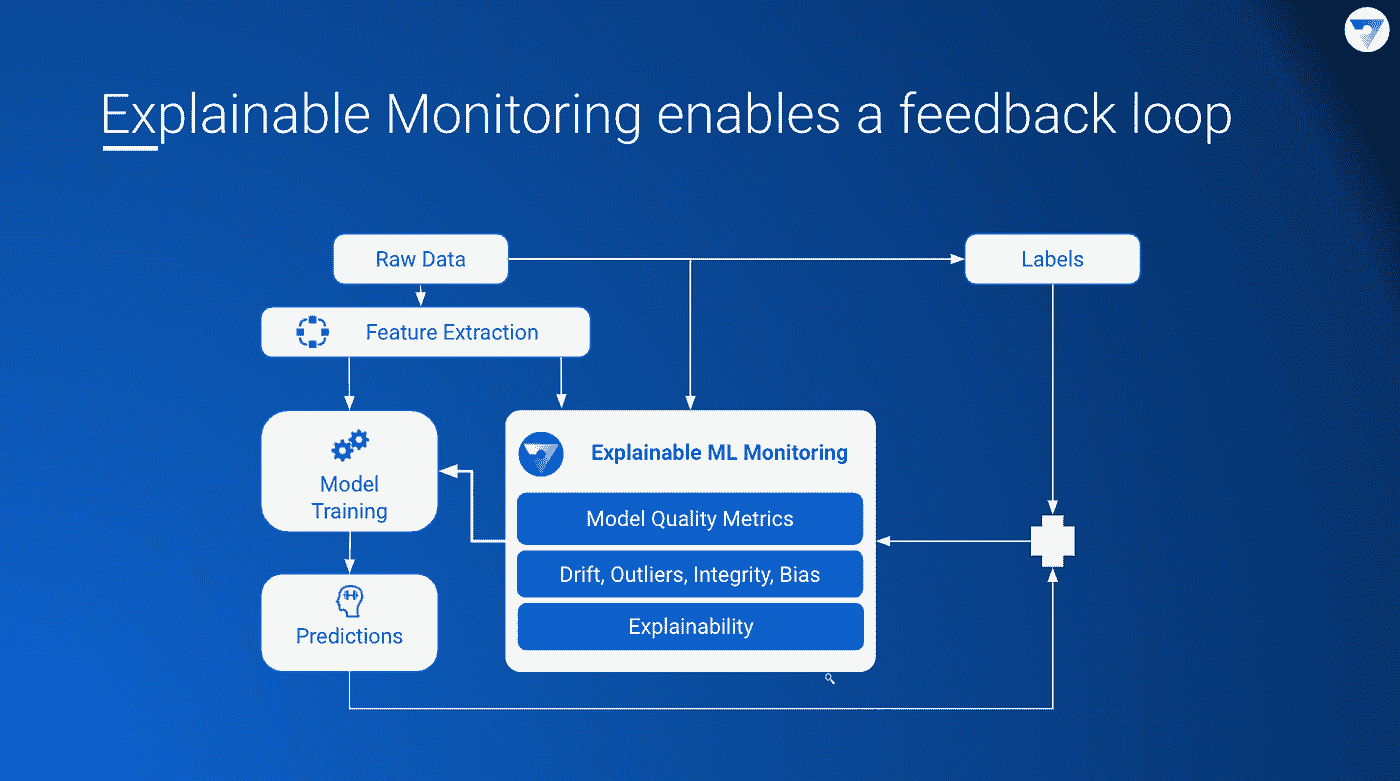 Explainable Monitoring enables a feedback loop
Raw Data
Labels
Feature Extraction
Model
Training
Explainable ML Monitoring
Model Quality Metrics
Drift, Outliers, Integrity, Bias
Explainability
Predictions